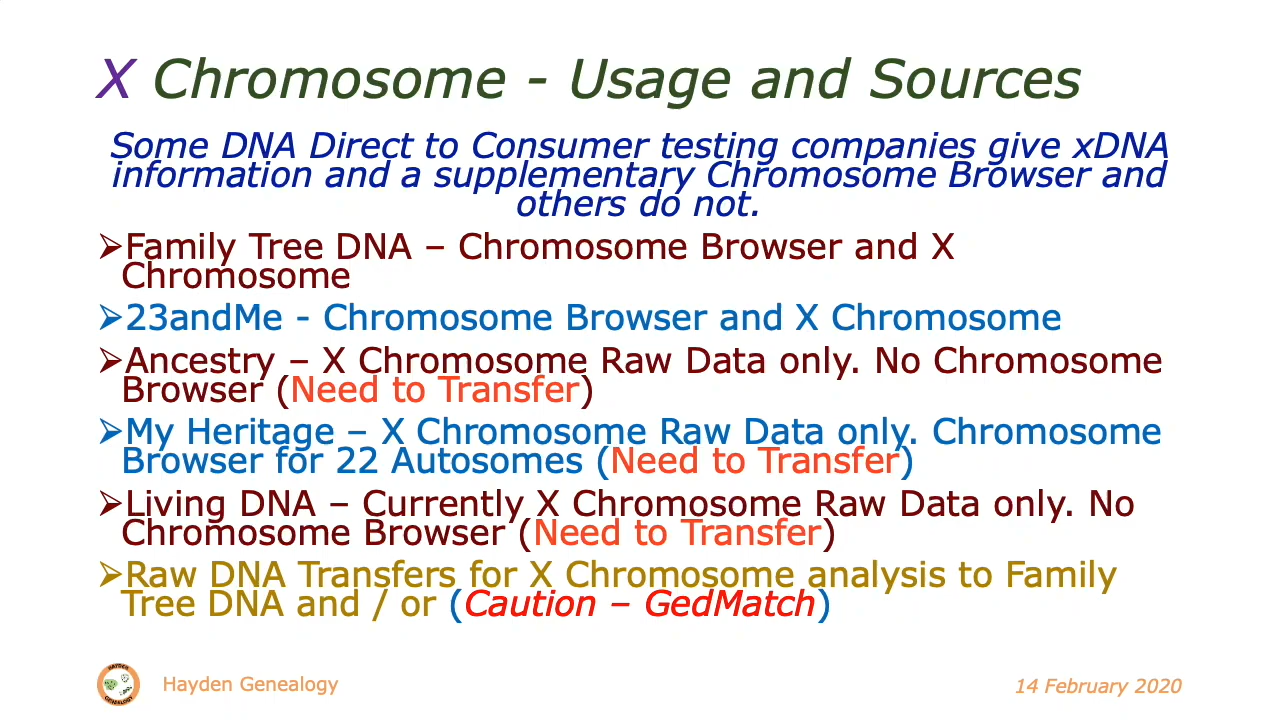 X Chromosome - Usage and Sources
Some DNA Direct to Consumer testing companies give xDNA
information and a supplementary Chromosome Browser and
others do not.
➢Family Tree DNA – Chromosome Browser and X
Chromosome
➢23andMe - Chromosome Browser and X Chromosome
➢Ancestry – X Chromosome Raw Data only. No Chromosome
Browser (Need to Transfer)
➢My Heritage – X Chromosome Raw Data only. Chromosome
Browser for 22 Autosomes (Need to Transfer)
➢Living DNA – Currently X Chromosome Raw Data only. No
Chromosome Browser (Need to Transfer)
➢Raw DNA Transfers for X Chromosome analysis to Family
Tree DNA and / or (Caution – GedMatch)
HAYDEN
GENEALOGY
Hayden Genealogy
14 February 2020